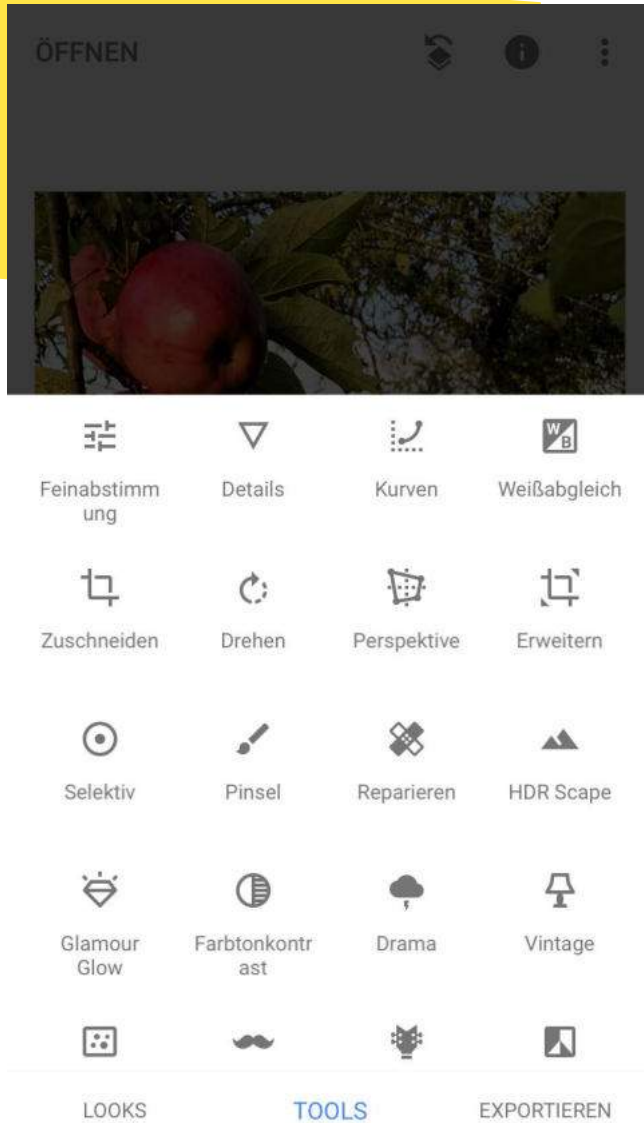 ÖFFNEN
Feinabstimm
ung
Details
Kurven
W
B
Weißabgleich
Zuschneiden
Drehen
Perspektive
Erweitern
Selektiv
Pinsel
Reparieren
HDR Scape
Glamour
Glow
Farbtonkontr
ast
Drama
Vintage
LOOKS
TOOLS
EXPORTIEREN